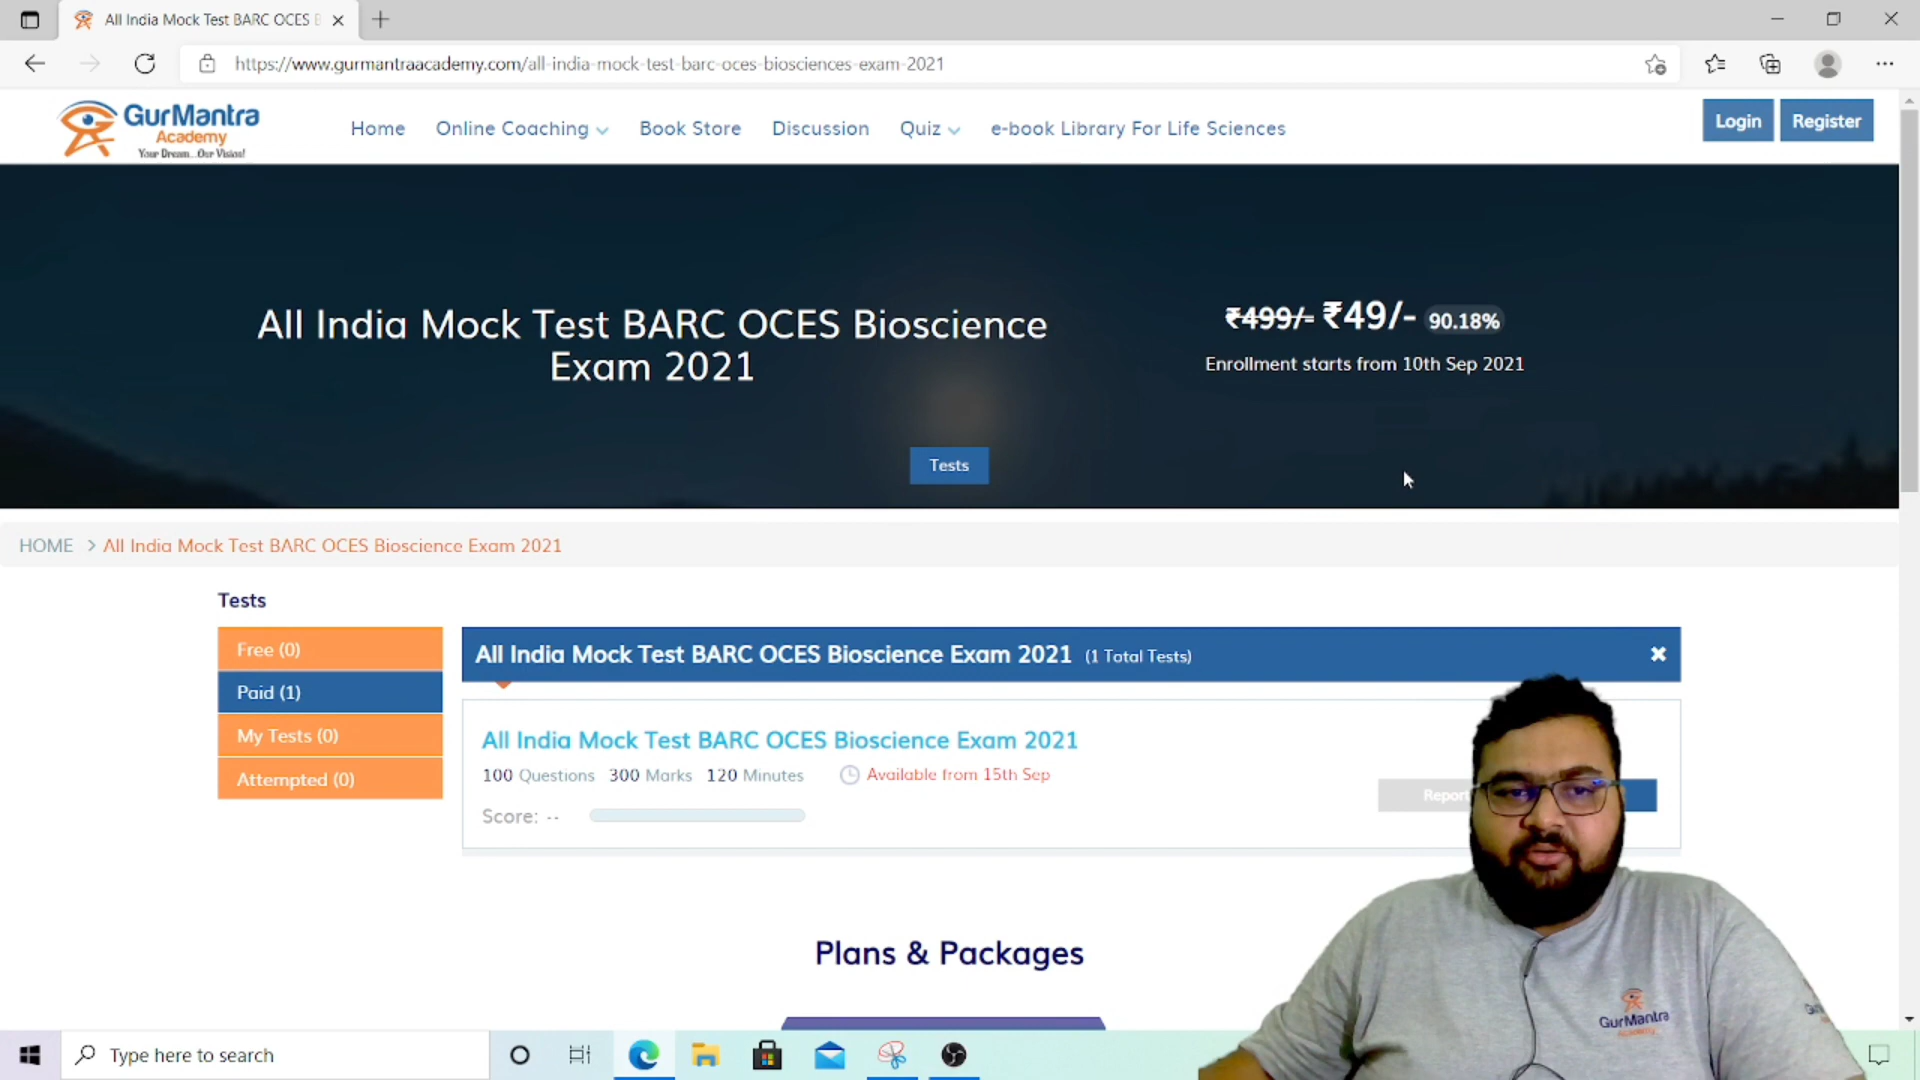 All India Mock Test BARC OCES
https://www.gurmantraacademy.com/all-india-mock-test-barc-oces-biosciences-exam-2021
GurMantra
Academy
Your Dream...Our Vision!
Home
Online Coaching
Book Store
Discussion
Quiz
e-book Library For Life Sciences
Login
Register
All India Mock Test BARC OCES Bioscience
Exam 2021
₹499/- ₹49/- 90.18%
Enrollment starts from 10th Sep 2021
Tests
HOME > All India Mock Test BARC OCES Bioscience Exam 2021
Tests
Free (0)
Paid (1)
My Tests (0)
Attempted (0)
All India Mock Test BARC OCES Bioscience Exam 2021 (1 Total Tests)
All India Mock Test BARC OCES Bioscience Exam 2021
100 Questions 300 Marks 120 Minutes Available from 15th Sep
Score: --
Report
Plans & Packages
GurMantra
Type here to search